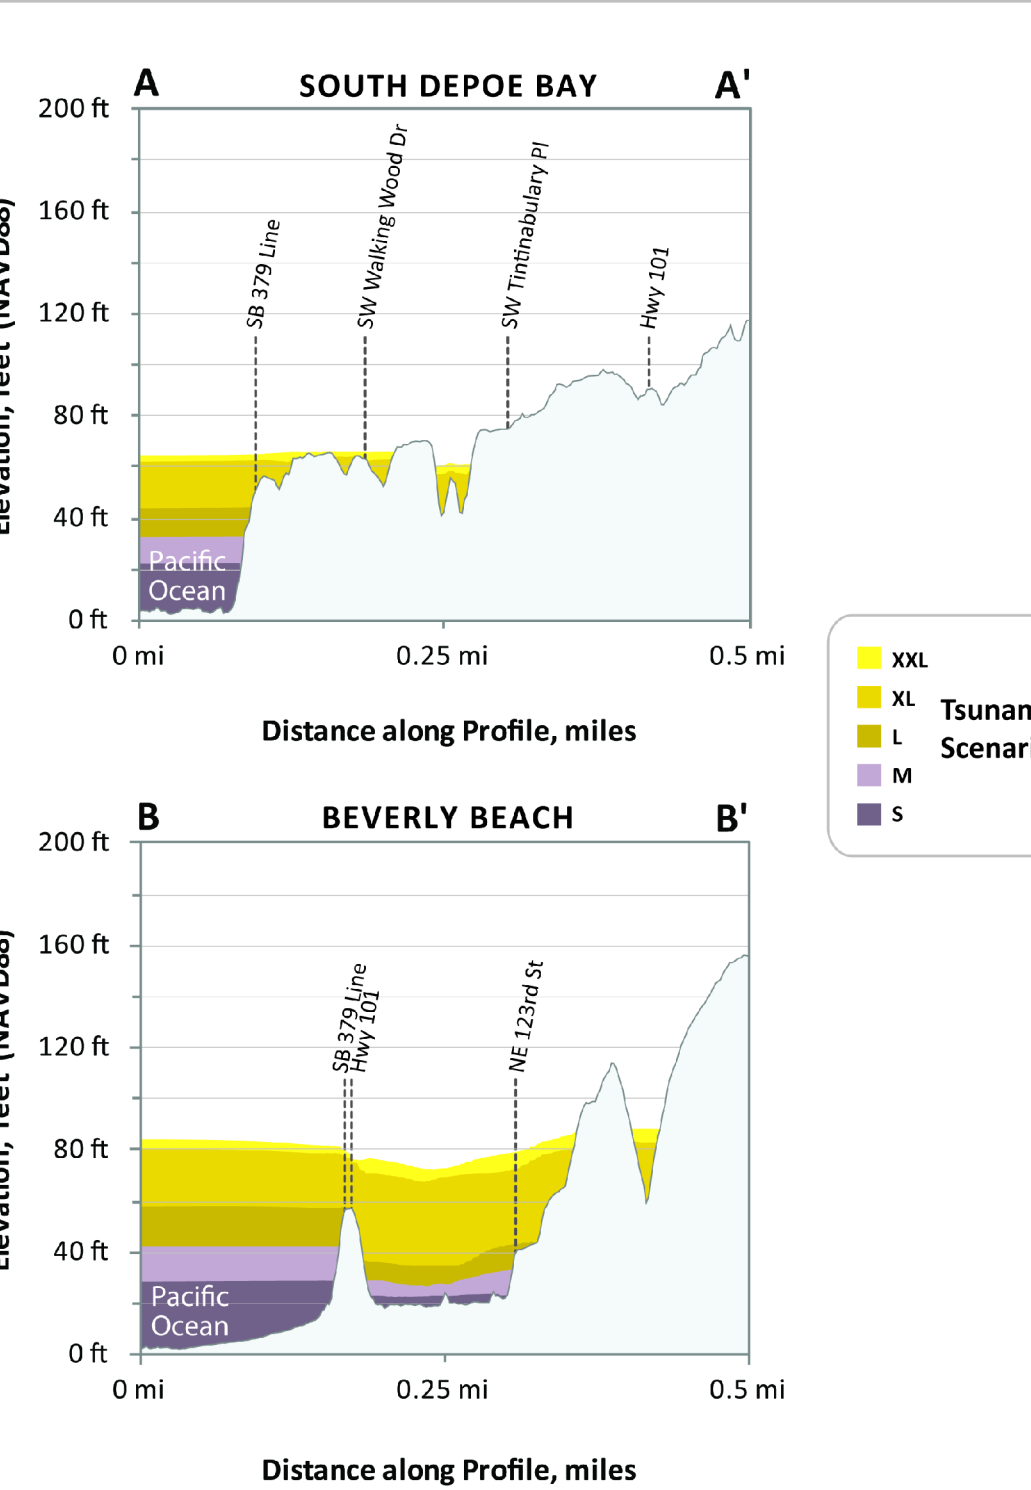 A SOUTH DEPOE BAY A'
200 ft
160 ft
120 ft
80 ft
40 ft
0 ft
SB 379 Line
SW Walking Wood Dr
SW Tintinabulary Pl
Hwy 101
Pacific
Ocean
0 mi 0.25 mi 0.5 mi
Distance along Profile, miles
XXL
XL
L
M
S
B BEVERLY BEACH B'
200 ft
160 ft
120 ft
80 ft
40 ft
0 ft
SB 379 Line
Hwy 101
NE 123rd St
Pacific
Ocean
0 mi 0.25 mi 0.5 mi
Distance along Profile, miles